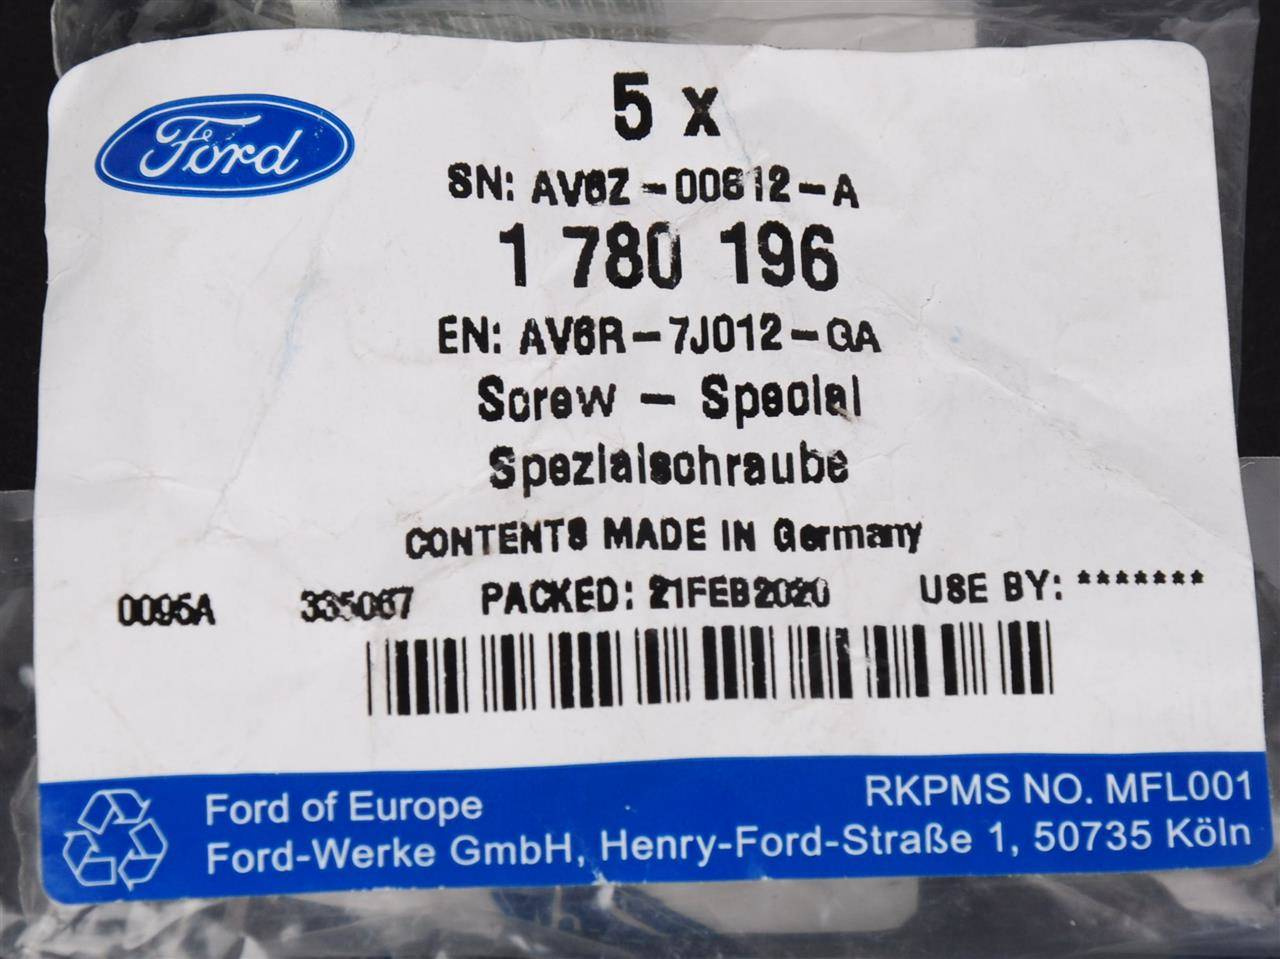 Ford
5 x
SN: AV6Z-00812-A
1 780 196
EN: AV6R-7J012-GA
Screw - Special
Spezialschraube
CONTENTS MADE IN Germany
0095A 335067 PACKED: 21FEB2020 USE BY: *******
RKPMS NO. MFL001
Ford of Europe
Ford-Werke GmbH, Henry-Ford-Straße 1, 50735 Köln